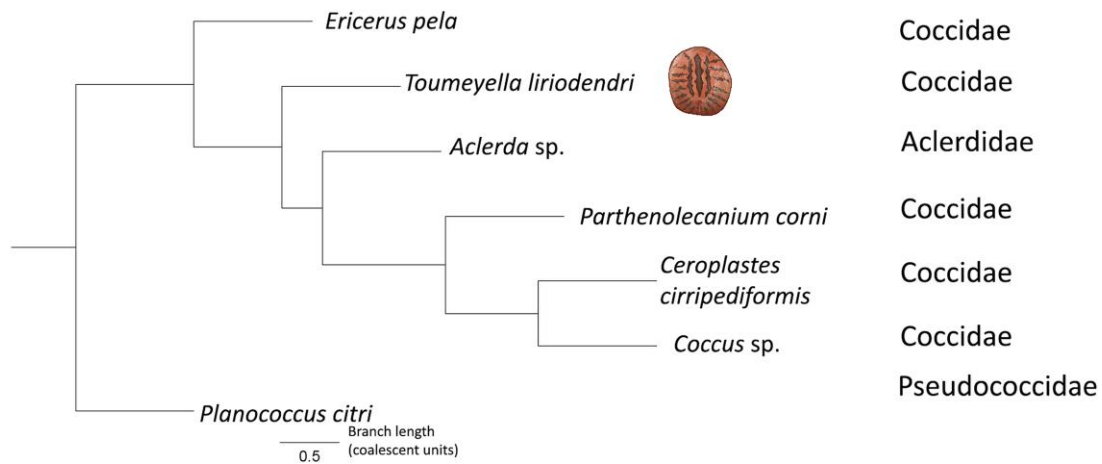 Ericerus pela Coccidae
Toumeyella liriodendri Coccidae
Aclerda sp. Aclerdidae
Parthenolecanium corni Coccidae
Ceroplastes
cirripediformis Coccidae
Coccus sp. Coccidae
Pseudococcidae
Planococcus citri
Branch length
(coalescent units)
0.5